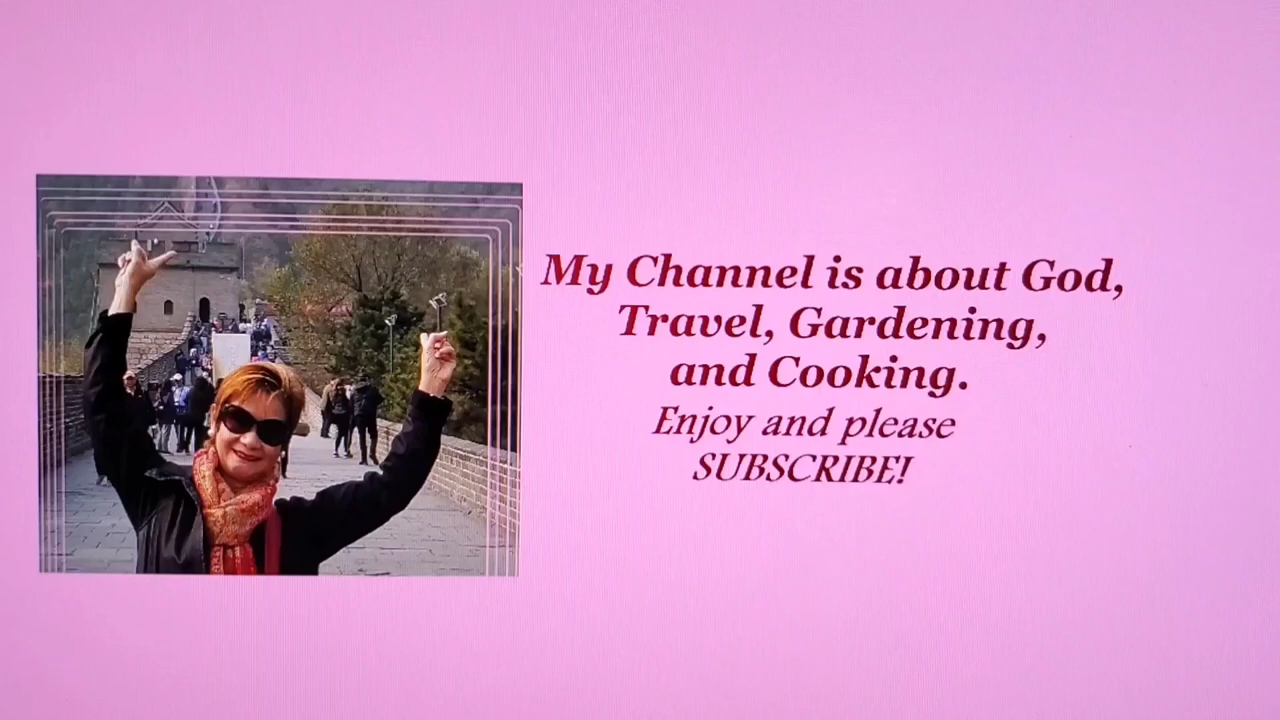 My Channel is about God,
Travel, Gardening,
and Cooking.
Enjoy and please
SUBSCRIBE!